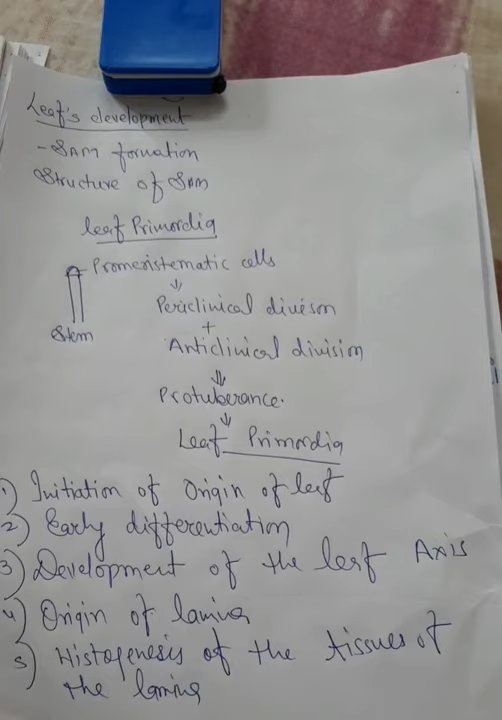 Leaf's development
- SAM formation
Structure of SAM
leaf Primordia
Promeristematic cells
⇓
Stem
Periclinical divison
+
Anticlinical division
⇓
Protuberance.
⇓
Leaf Primordia
1) Initiation of Origin of leaf
2) Early differentiation
3) Development of the leaf Axis
4) Origin of lamina
5) Histogenesis of the tissues of
the lamina